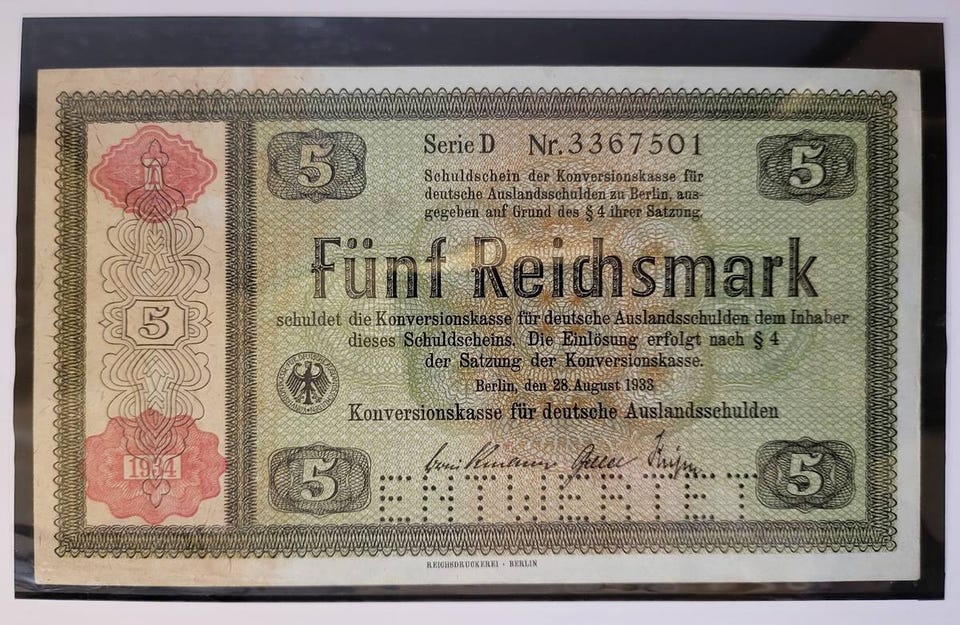 5 Serie D Nr. 3367501 5
Schuldschein der Konversionskasse für
deutsche Auslandsschulden zu Berlin, aus-
gegeben auf Grund des § 4 ihrer Satzung.
Fünf Reichsmark
5
schuldet die Konversionskasse für deutsche Auslandsschulden dem Inhaber
dieses Schuldscheins. Die Einlösung erfolgt nach § 4
der Satzung der Konversionskasse.
Berlin, den 28. August 1933
Konversionskasse für deutsche Auslandsschulden
1934
5 5
ENTWERTET
REICHSDRUCKEREI · BERLIN